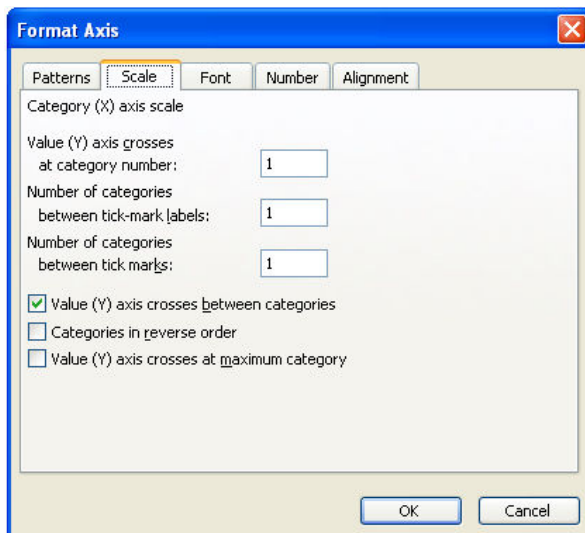 Format Axis
Patterns Scale Font Number Alignment
Category (X) axis scale
Value (Y) axis crosses
at category number: 1
Number of categories
between tick-mark labels: 1
Number of categories
between tick marks: 1
Value (Y) axis crosses between categories
Categories in reverse order
Value (Y) axis crosses at maximum category
OK Cancel